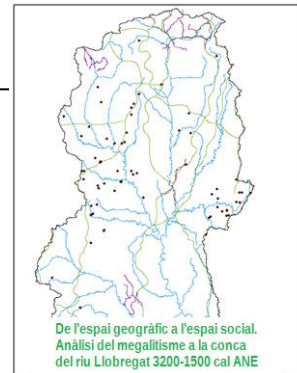 De l'espai geogràfic a l'espai social.
Anàlisi del megalitisme a la conca
del riu Llobregat 3200-1500 cal ANE